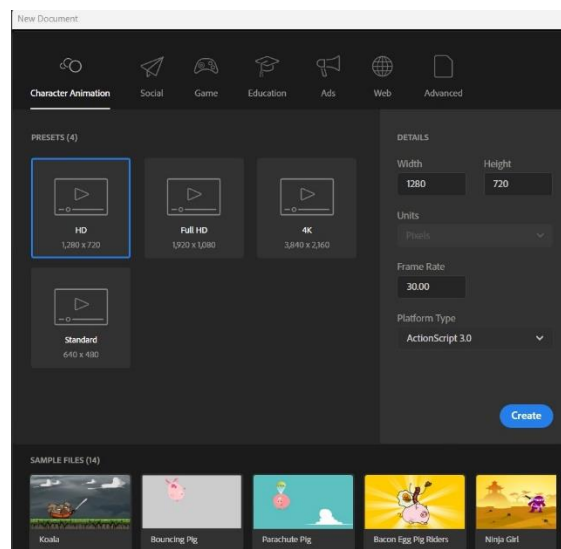 New Document
Character Animation Social Game Education Ads Web Advanced
PRESETS (4)
HD
1,280 x 720
Full HD
1,920 x 1,080
4K
3,840 x 2,160
Standard
640 x 480
DETAILS
Width Height
1280 720
Units
Pixels
Frame Rate
30.00
Platform Type
ActionScript 3.0
Create
SAMPLE FILES (14)
Koala Bouncing Pig Parachute Pig Bacon Egg Pig Riders Ninja Girl